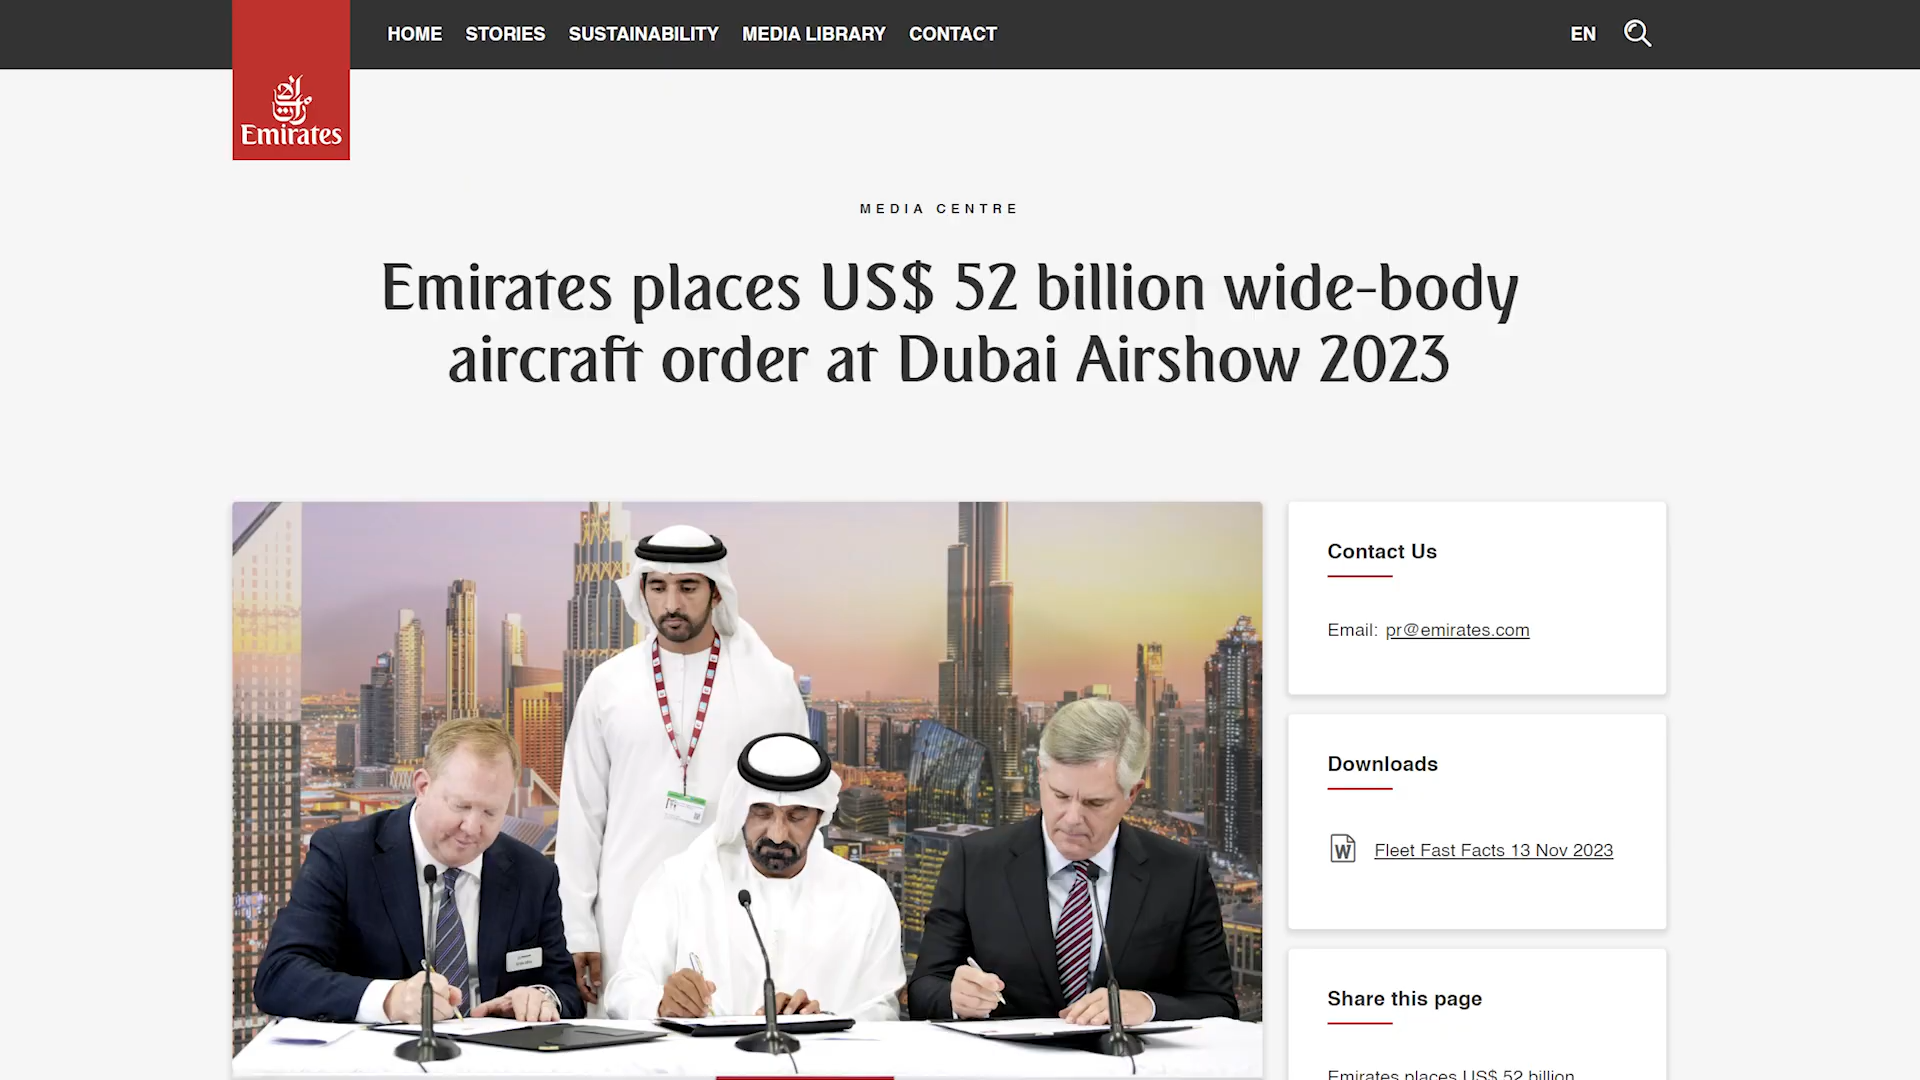 HOME STORIES SUSTAINABILITY MEDIA LIBRARY CONTACT
EN
Emirates
MEDIA CENTRE
Emirates places US$ 52 billion wide-body
aircraft order at Dubai Airshow 2023
Contact Us
Email: pr@emirates.com
Downloads
W
Fleet Fast Facts 13 Nov 2023
Share this page
Emirates places US$ 52 billion